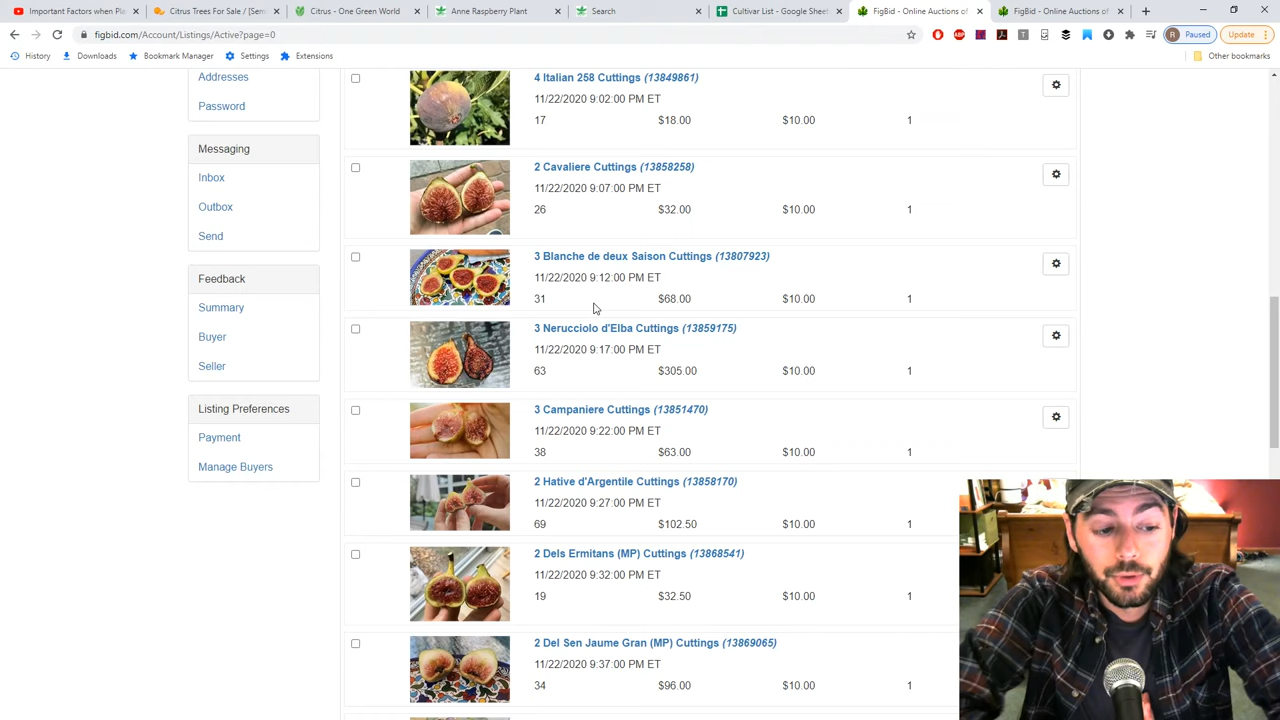 Important Factors when Pl
Citrus Trees For Sale / [Sem
Citrus - One Green World
Anne Raspberry Plant
Search
Cultivar List - Google Sheets
FigBid - Online Auctions of
FigBid - Online Auctions of
figbid.com/Account/Listings/Active?page=0
R Paused
Update
History
Downloads
Bookmark Manager
Settings
Extensions
Other bookmarks
Addresses
Password
Messaging
Inbox
Outbox
Send
Feedback
Summary
Buyer
Seller
Listing Preferences
Payment
Manage Buyers
4 Italian 258 Cuttings (13849861)
11/22/2020 9:02:00 PM ET
17 $18.00 $10.00 1
2 Cavaliere Cuttings (13858258)
11/22/2020 9:07:00 PM ET
26 $32.00 $10.00 1
3 Blanche de deux Saison Cuttings (13807923)
11/22/2020 9:12:00 PM ET
31 $68.00 $10.00 1
3 Nerucciolo d'Elba Cuttings (13859175)
11/22/2020 9:17:00 PM ET
63 $305.00 $10.00 1
3 Campaniere Cuttings (13851470)
11/22/2020 9:22:00 PM ET
38 $63.00 $10.00 1
2 Hative d'Argentile Cuttings (13858170)
11/22/2020 9:27:00 PM ET
69 $102.50 $10.00 1
2 Dels Ermitans (MP) Cuttings (13868541)
11/22/2020 9:32:00 PM ET
19 $32.50 $10.00 1
2 Del Sen Jaume Gran (MP) Cuttings (13869065)
11/22/2020 9:37:00 PM ET
34 $96.00 $10.00 1